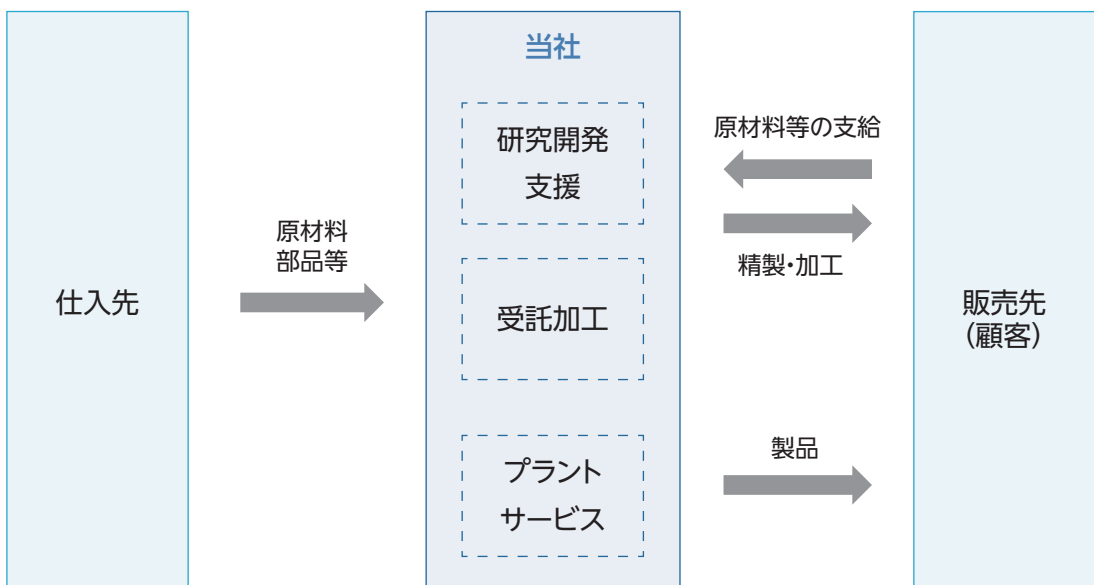 当社
研究開発
支援
原材料等の支給
精製・加工
原材料
部品等
仕入先
受託加工
販売先
(顧客)
製品
プラント
サービス